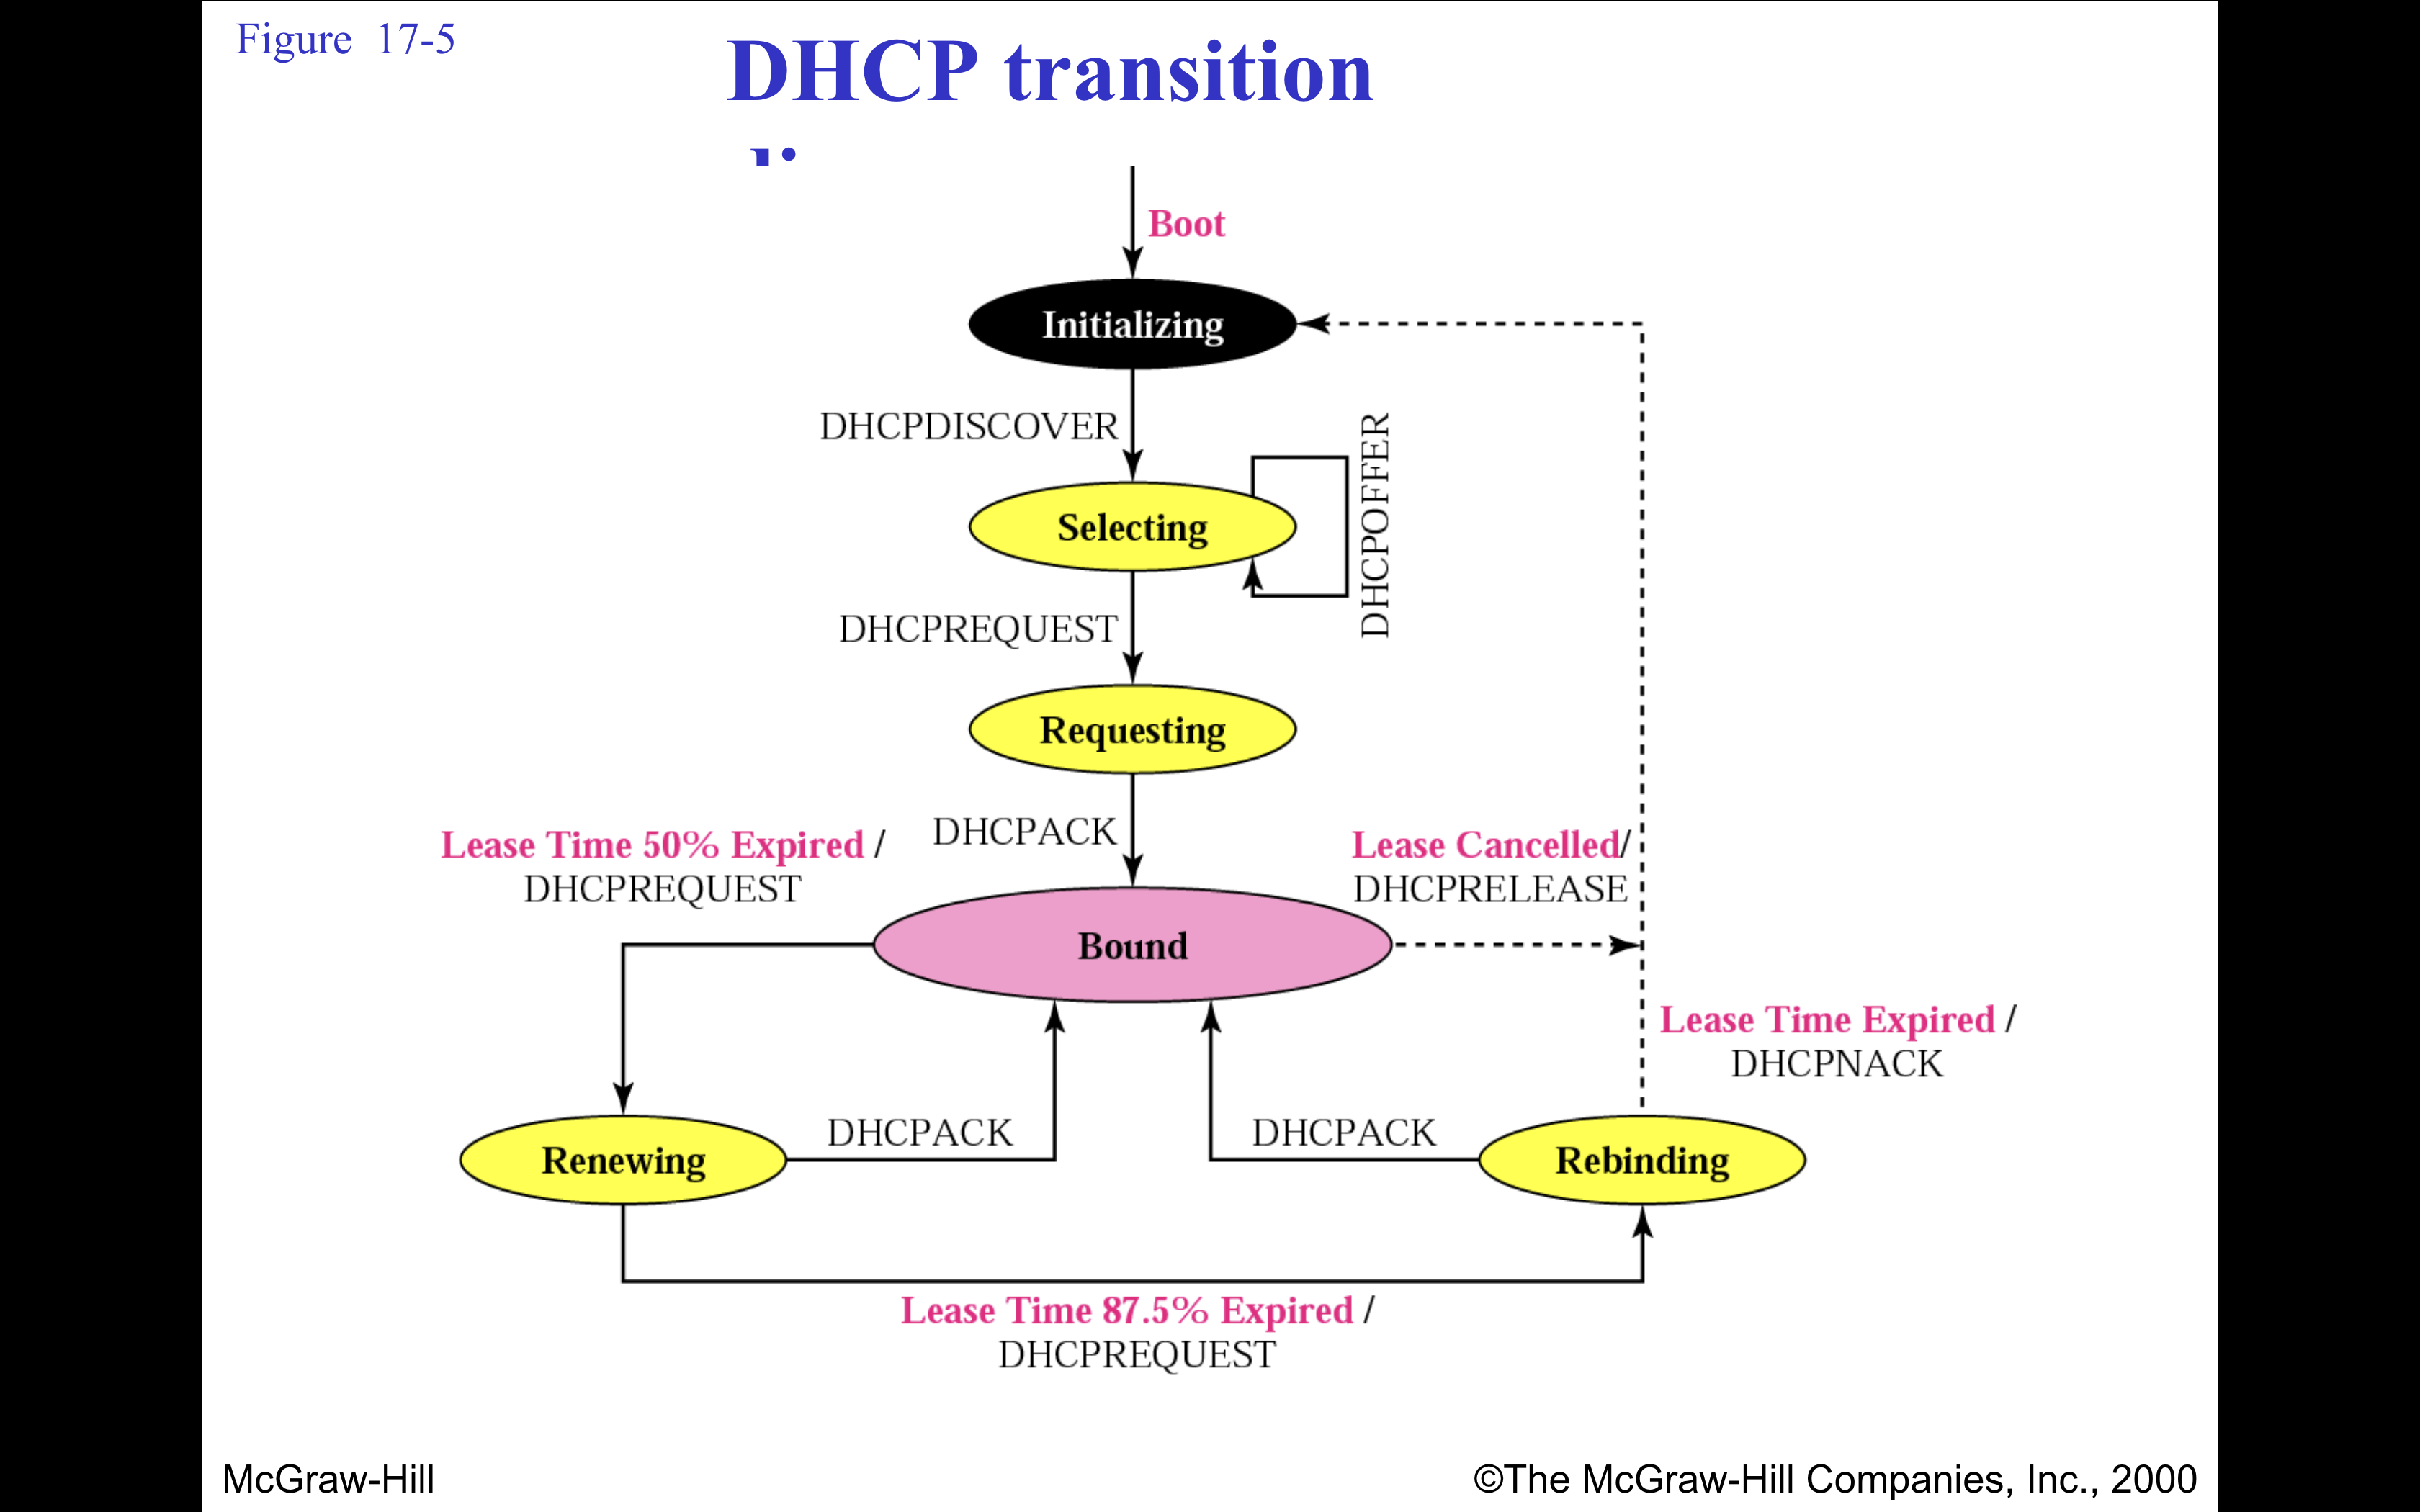 Figure 17-5
DHCP transition
Boot
Initializing
DHCPDISCOVER
DHCPOFFER
Selecting
DHCPREQUEST
Requesting
DHCPACK
Lease Time 50% Expired /
DHCPREQUEST
Lease Cancelled/
DHCPRELEASE
Bound
Lease Time Expired /
DHCPNACK
DHCPACK
DHCPACK
Renewing
Rebinding
Lease Time 87.5% Expired /
DHCPREQUEST
McGraw-Hill
©The McGraw-Hill Companies, Inc., 2000